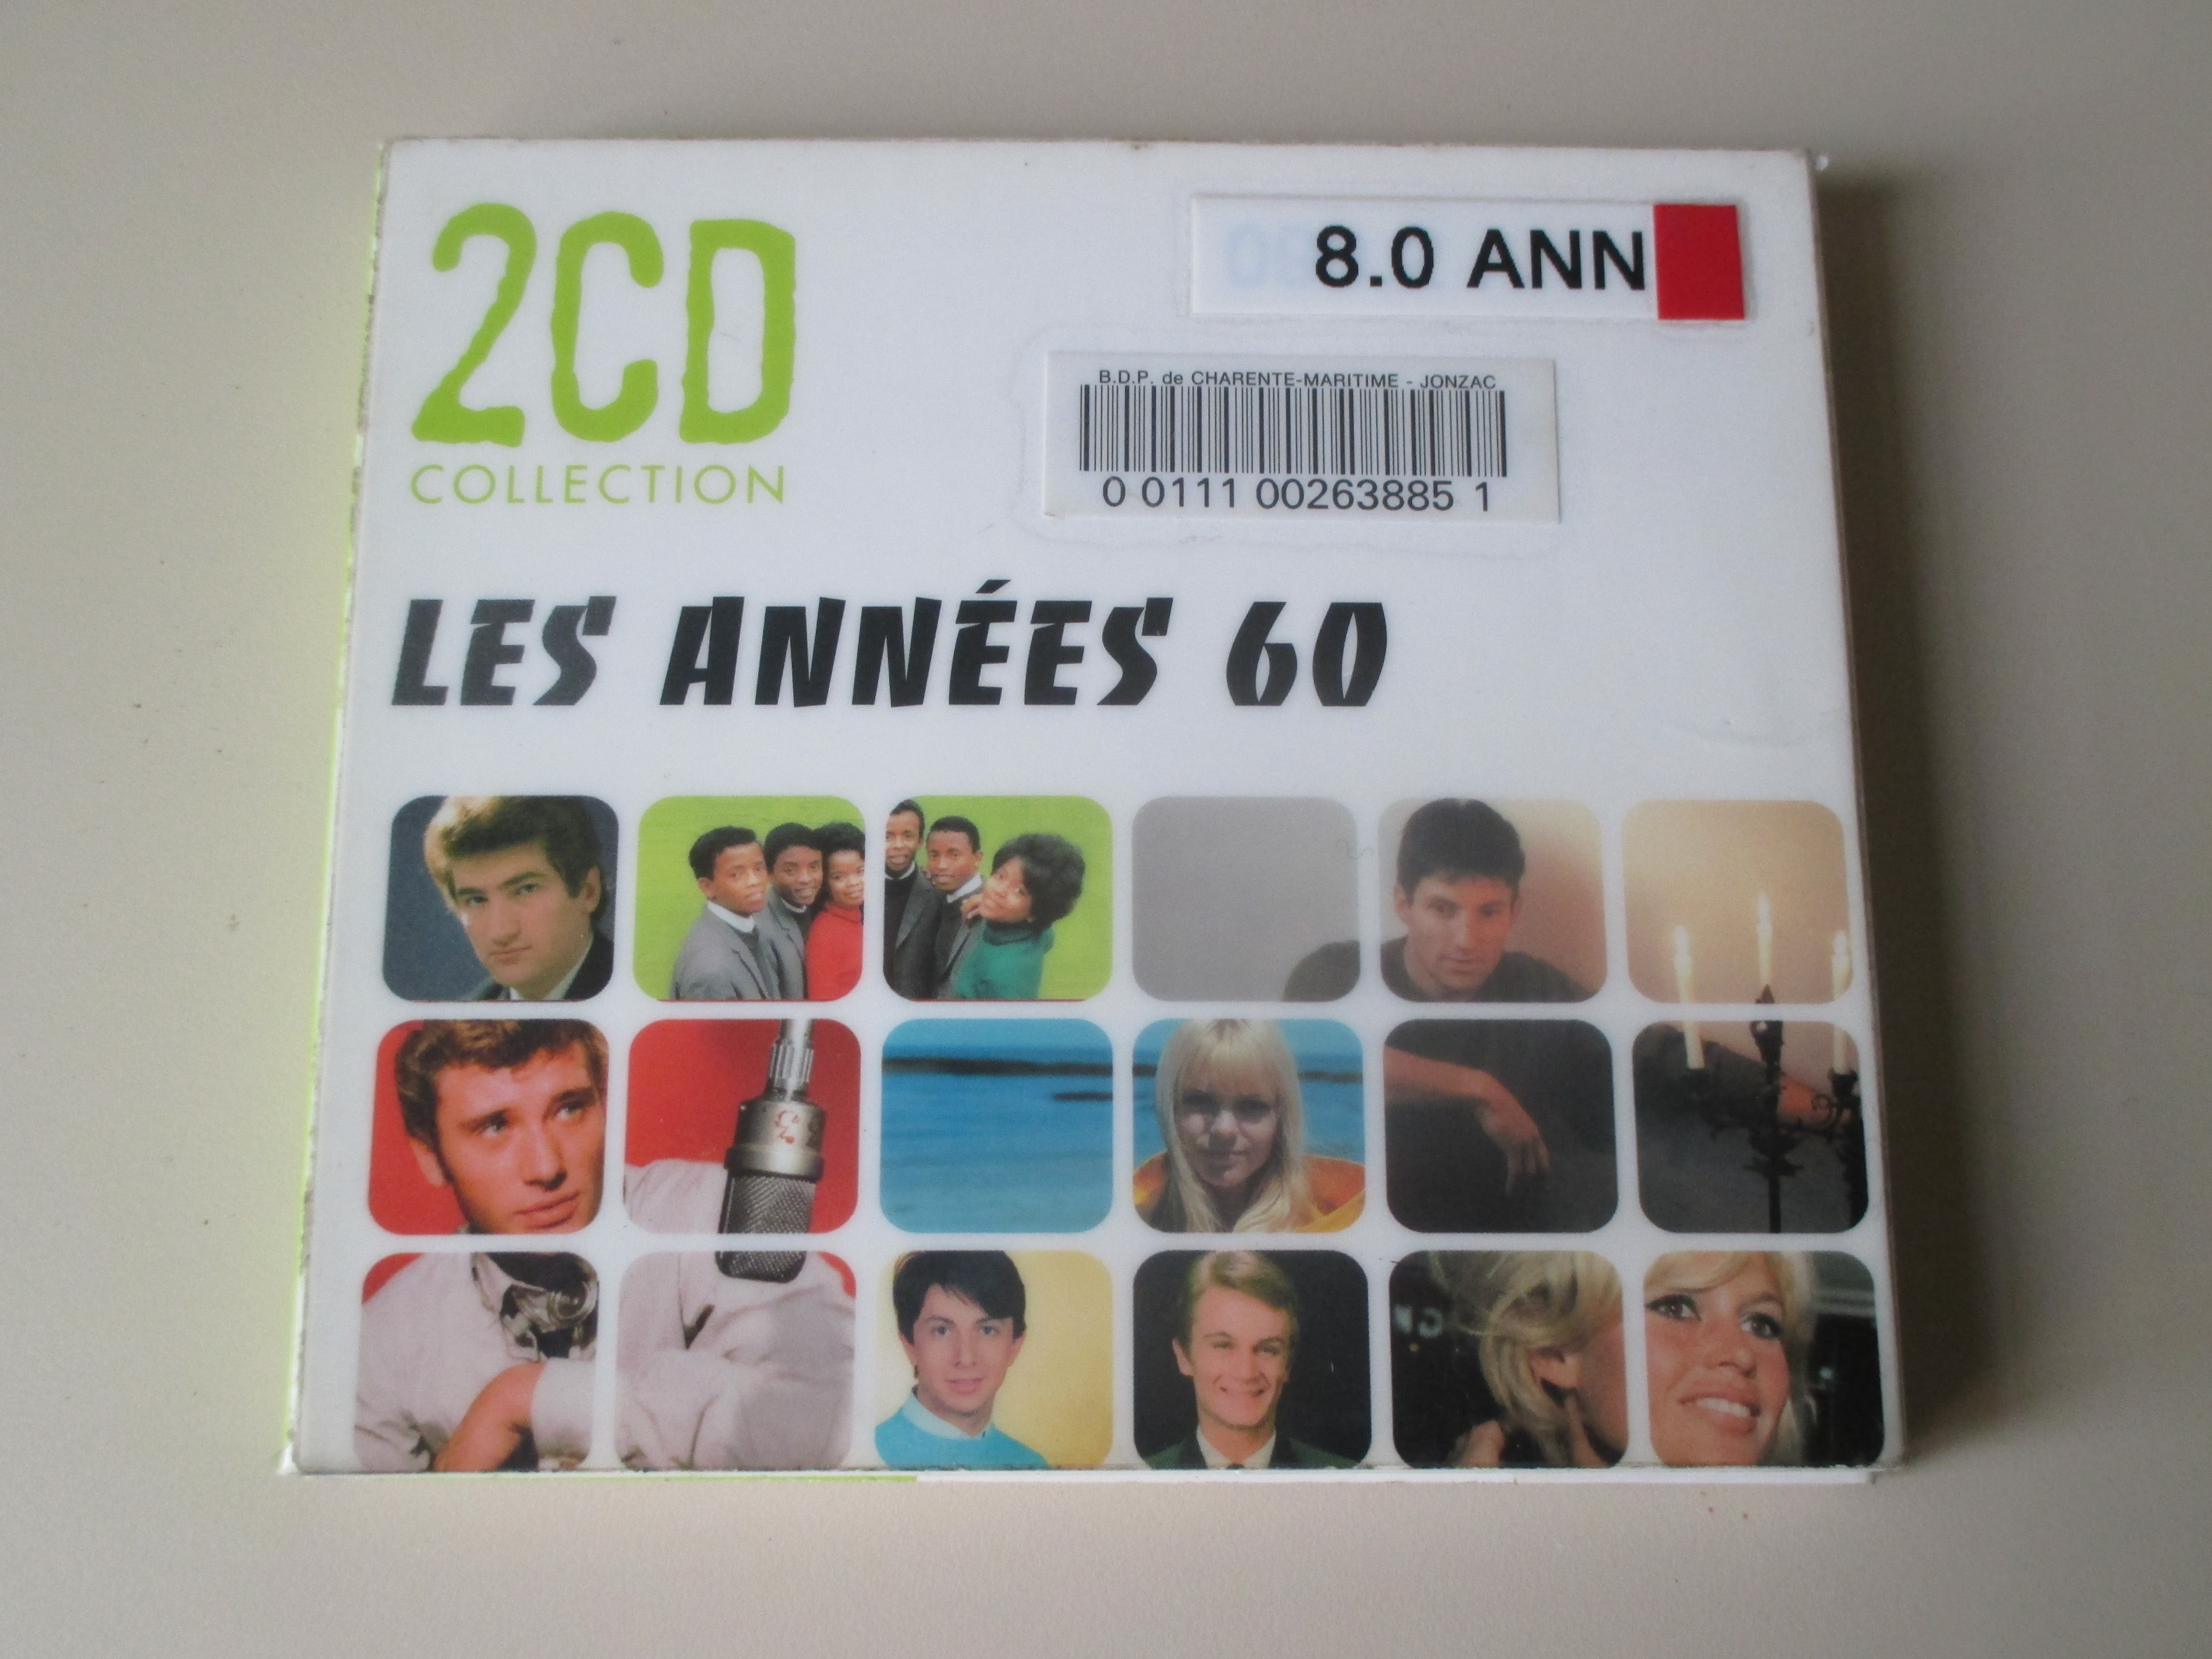 2CD
COLLECTION
8.0 ANN
B.D.P. de CHARENTE-MARITIME - JONZAC
0 0111 00263885 1
LES ANNÉES 60